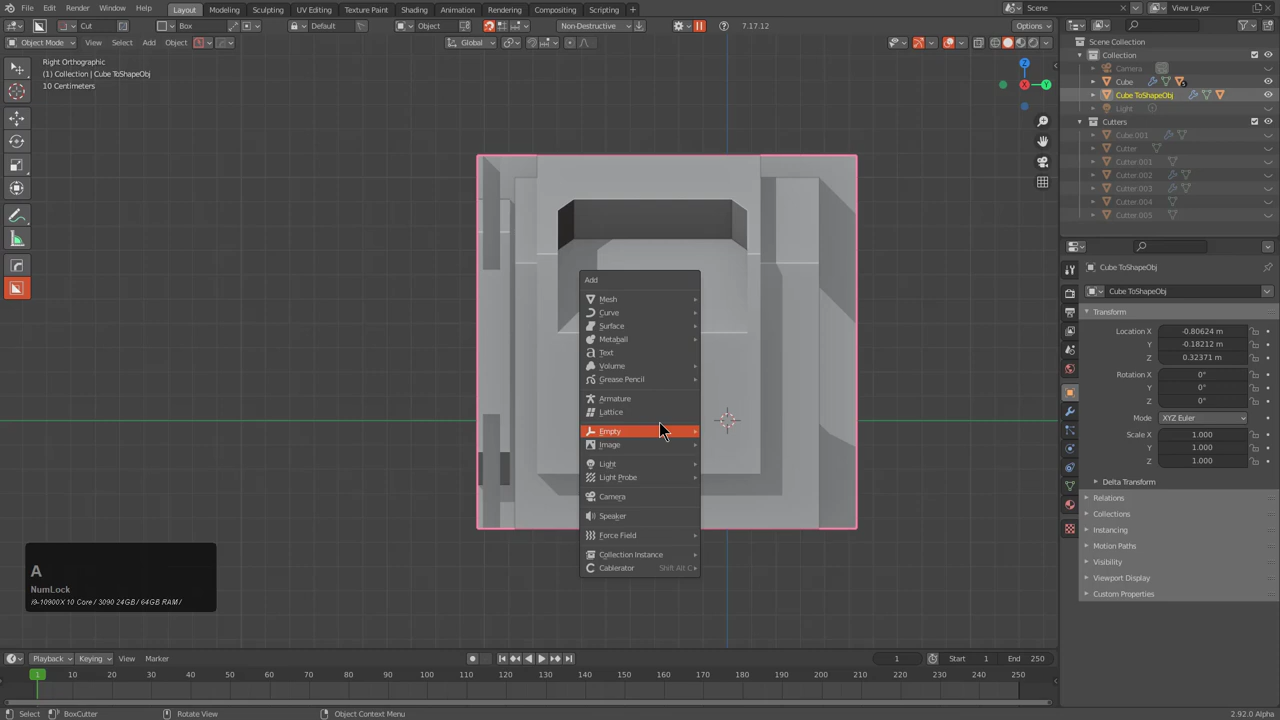 File Edit Render Window Help Layout Modeling Sculpting UV Editing Texture Paint Shading Animation Rendering Compositing Scripting + Scene View Layer
Cut Box Default Object Non-Destructive 7.17.12 Options
Object Mode View Select Add Object Global
Right Orthographic
(1) Collection | Cube ToShapeObj
10 Centimeters
Scene Collection
Collection
Camera
Cube
Cube ToShapeObj
Light
Cutters
Cube.001
Cutter
Cutter.001
Cutter.002
Cutter.003
Cutter.004
Cutter.005
Z
X
Y
Add
Mesh
Curve
Surface
Metaball
Text
Volume
Grease Pencil
Armature
Lattice
Empty
Image
Light
Light Probe
Camera
Speaker
Force Field
Collection Instance
Cablerator Shift Alt C
Cube ToShapeObj
Cube ToShapeObj
Transform
Location X -0.80624 m
Y -0.18212 m
Z 0.32371 m
Rotation X 0°
Y 0°
Z 0°
Mode XYZ Euler
Scale X 1.000
Y 1.000
Z 1.000
Delta Transform
Relations
Collections
Instancing
Motion Paths
Visibility
Viewport Display
Custom Properties
A
NumLock
/i9-10900X 10 Core / 3090 24GB / 64GB RAM /
Playback Keying View Marker 1 Start 1 End 250
1 10 20 30 40 50 60 70 80 90 100 110 120 130 140 150 160 170 180 190 200 210 220 230 240 250
Select BoxCutter Rotate View Object Context Menu 2.92.0 Alpha